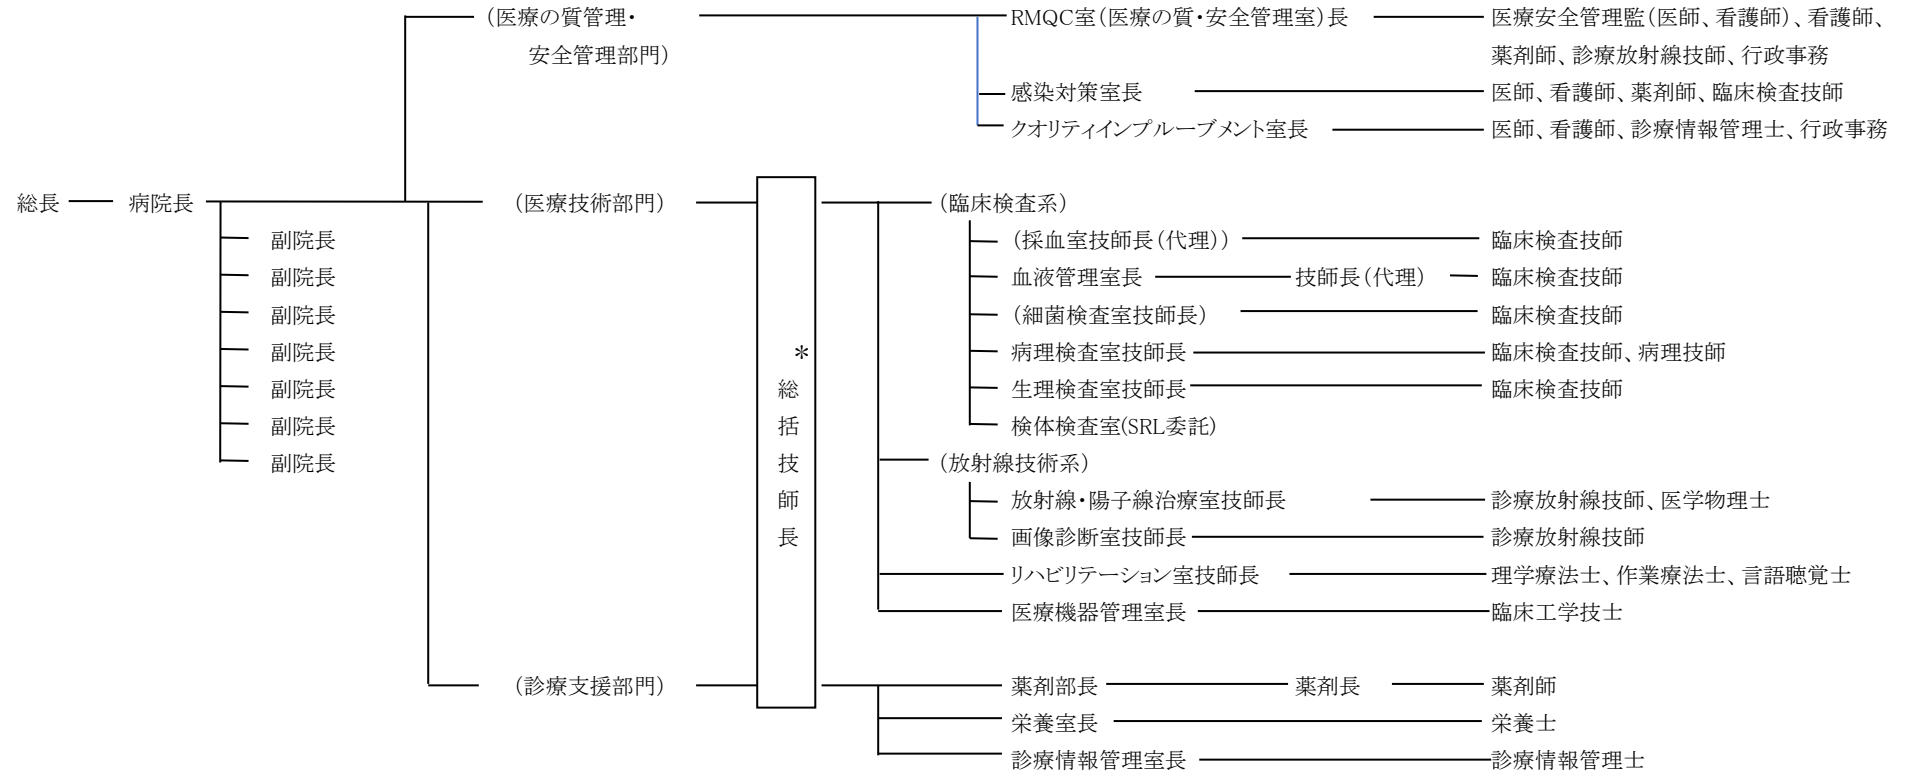 (医療の質管理・
安全管理部門)
RMQC室(医療の質・安全管理室)長
医療安全管理監(医師、看護師)、看護師、
薬剤師、診療放射線技師、行政事務
感染対策室長
医師、看護師、薬剤師、臨床検査技師
クオリティインプルーブメント室長
医師、看護師、診療情報管理士、行政事務
総長
病院長
(医療技術部門)
(臨床検査系)
副院長
(採血室技師長(代理))
臨床検査技師
副院長
血液管理室長
技師長(代理)
臨床検査技師
副院長
(細菌検査室技師長)
臨床検査技師
副院長
*
病理検査室技師長
臨床検査技師、病理技師
副院長
総括技師長
生理検査室技師長
臨床検査技師
副院長
検体検査室(SRL委託)
副院長
(放射線技術系)
放射線・陽子線治療室技師長
診療放射線技師、医学物理士
画像診断室技師長
診療放射線技師
リハビリテーション室技師長
理学療法士、作業療法士、言語聴覚士
医療機器管理室長
臨床工学技士
(診療支援部門)
薬剤部長
薬剤長
薬剤師
栄養室長
栄養士
診療情報管理室長
診療情報管理士